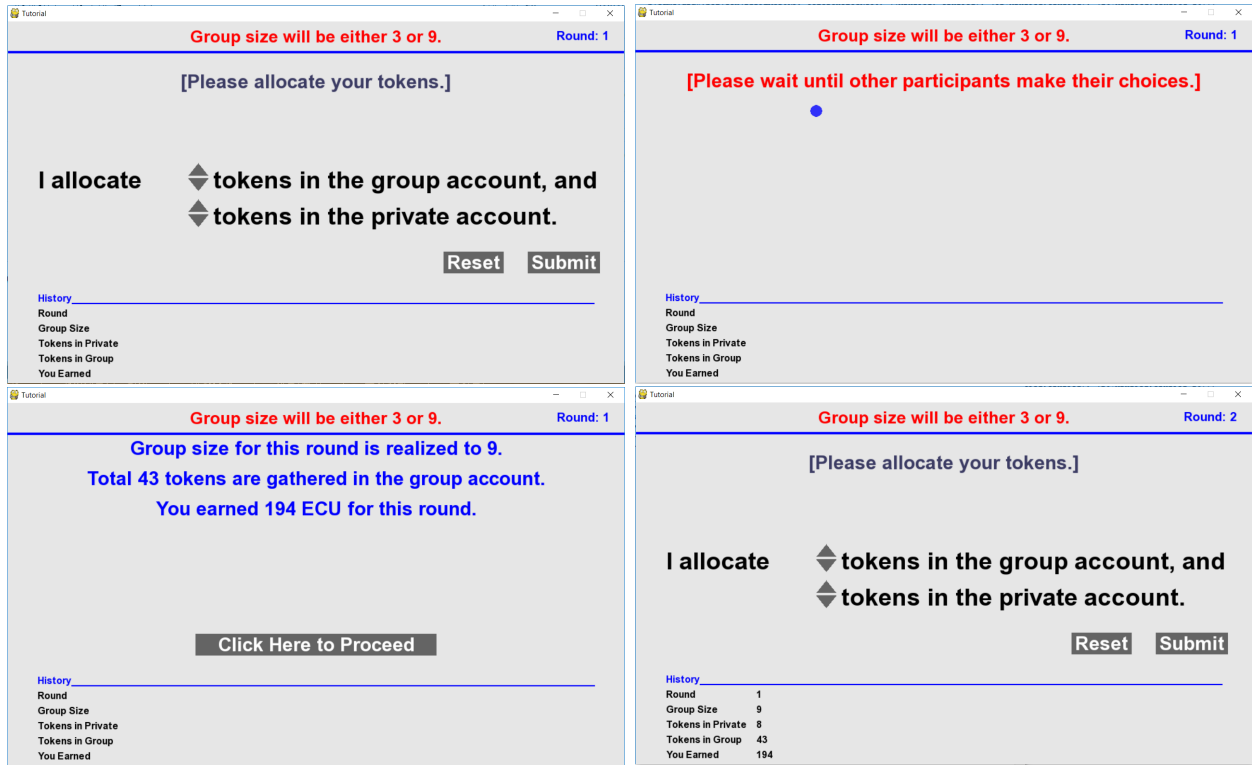 Tutorial
Group size will be either 3 or 9.
Round: 1
[Please allocate your tokens.]
I allocate tokens in the group account, and
tokens in the private account.
Reset Submit
History
Round
Group Size
Tokens in Private
Tokens in Group
You Earned
Tutorial
Group size will be either 3 or 9.
Round: 1
[Please wait until other participants make their choices.]
History
Round
Group Size
Tokens in Private
Tokens in Group
You Earned
Tutorial
Group size will be either 3 or 9.
Round: 1
Group size for this round is realized to 9.
Total 43 tokens are gathered in the group account.
You earned 194 ECU for this round.
Click Here to Proceed
History
Round
Group Size
Tokens in Private
Tokens in Group
You Earned
Tutorial
Group size will be either 3 or 9.
Round: 2
[Please allocate your tokens.]
I allocate tokens in the group account, and
tokens in the private account.
Reset Submit
History
Round 1
Group Size 9
Tokens in Private 8
Tokens in Group 43
You Earned 194